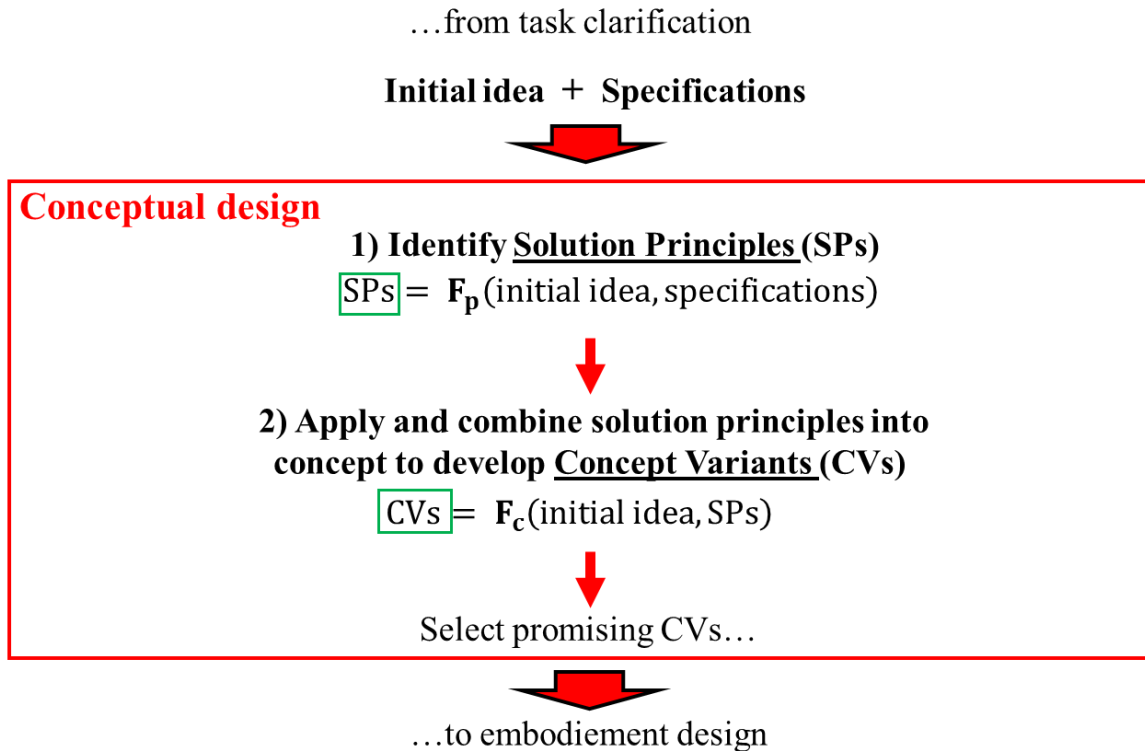 …from task clarification
Initial idea + Specifications
Conceptual design
1) Identify Solution Principles (SPs)
SPs = Fp(initial idea, specifications)
2) Apply and combine solution principles into
concept to develop Concept Variants (CVs)
CVs = Fc(initial idea, SPs)
Select promising CVs…
…to embodiement design